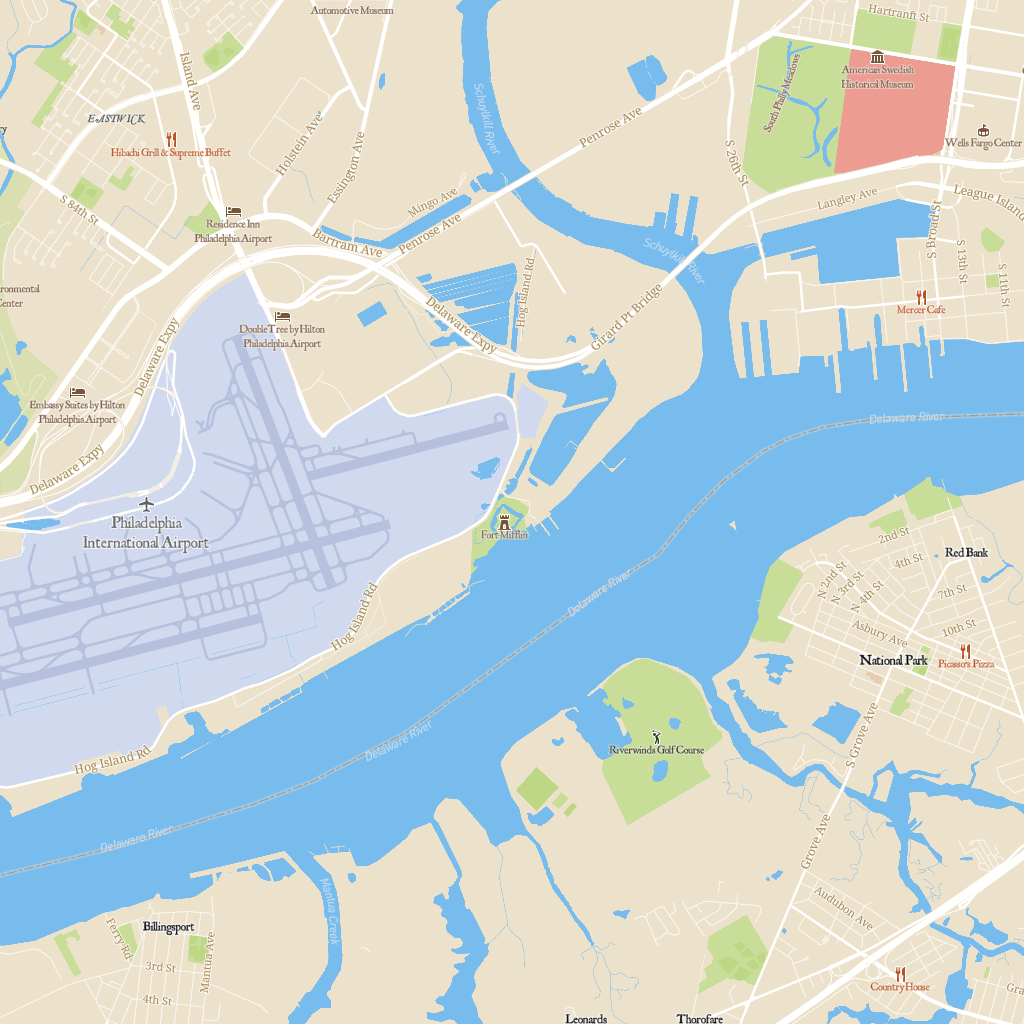 Automotive Museum
Hartranft St
Island Ave
Schuylkill River
South Philly Meadows
American Swedish
Historical Museum
EASTWICK
Penrose Ave
Hibachi Grill & Supreme Buffet
Holstein Ave
Essington Ave
S 26th St
Wells Fargo Center
S 84th St
Mingo Ave
Langley Ave
League Island
Residence Inn
Philadelphia Airport
Penrose Ave
Bartram Ave
S Broad St
S 13th St
S 11th St
Schuylkill River
Hog Island Rd
Mercer Cafe
Delaware Expy
Girard Pt Bridge
DoubleTree by Hilton
Philadelphia Airport
Delaware Expy
Embassy Suites by Hilton
Philadelphia Airport
Delaware River
Delaware Expy
Philadelphia
International Airport
Fort Mifflin
2nd St
4th St
Red Bank
N 2nd St
N 3rd St
N 4th St
7th St
Delaware River
Hog Island Rd
Asbury Ave
10th St
National Park
Picasso's Pizza
S Grove Ave
Riverwinds Golf Course
Delaware River
Hog Island Rd
Delaware River
Grove Ave
Mantua Creek
Audubon Ave
Billingsport
Ferry Rd
Mantua Ave
3rd St
4th St
Country House
Leonards
Thorofare